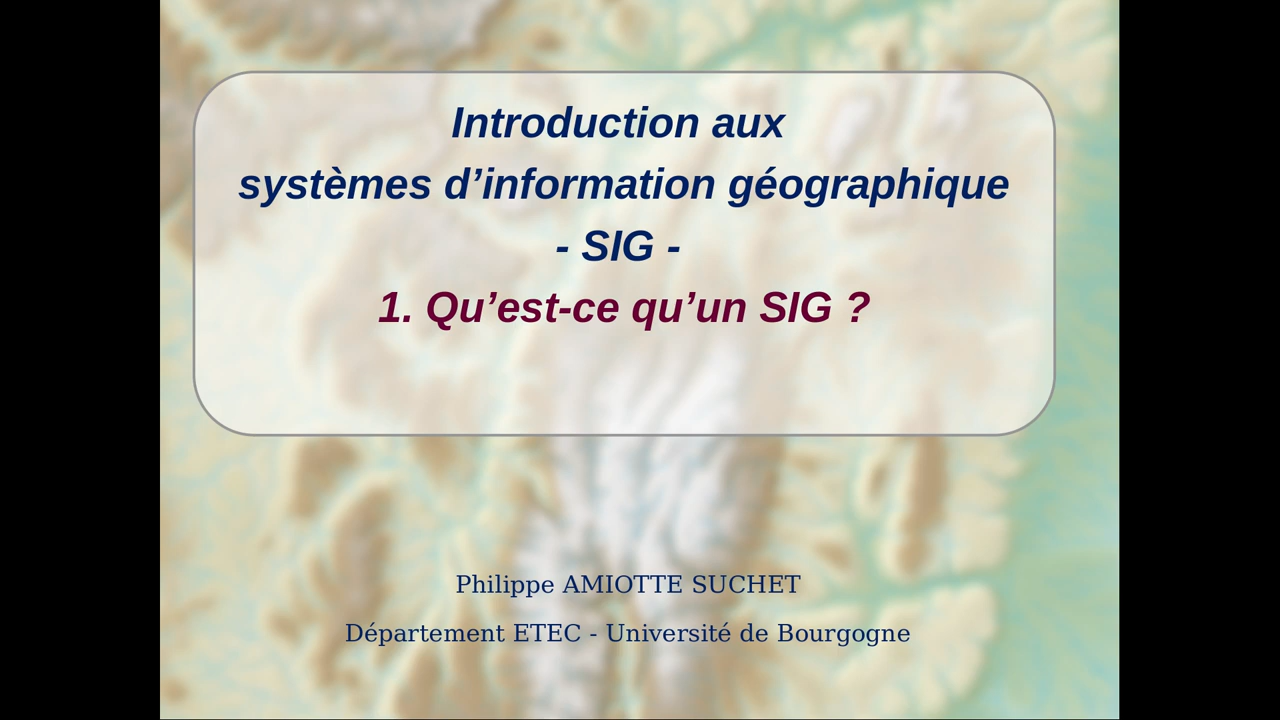 Introduction aux
systèmes d’information géographique
- SIG -
1. Qu’est-ce qu’un SIG ?
Philippe AMIOTTE SUCHET
Département ETEC - Université de Bourgogne